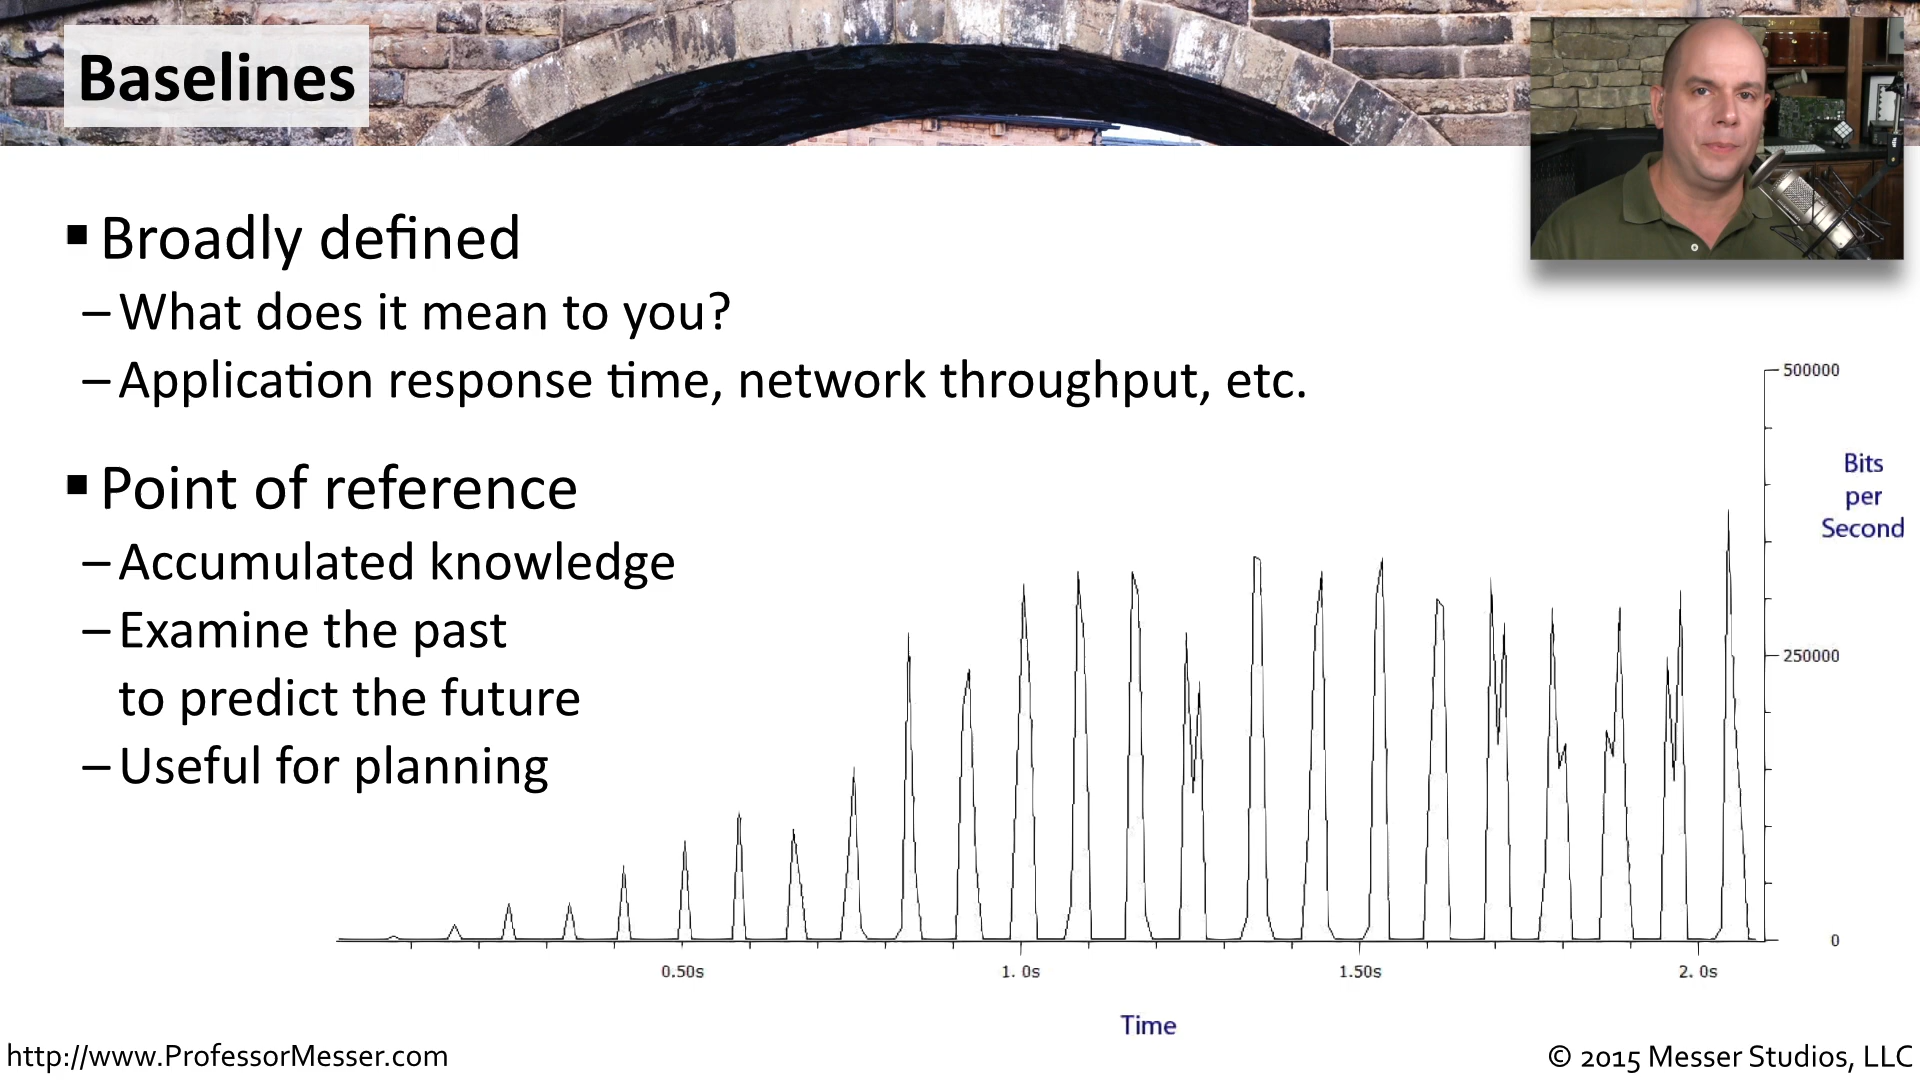 Baselines
▪ Broadly defined
– What does it mean to you?
– Application response time, network throughput, etc.
▪ Point of reference
– Accumulated knowledge
– Examine the past
to predict the future
– Useful for planning
500000
Bits
per
Second
250000
0
0.50s 1. 0s 1.50s 2. 0s
Time
http://www.ProfessorMesser.com
© 2015 Messer Studios, LLC